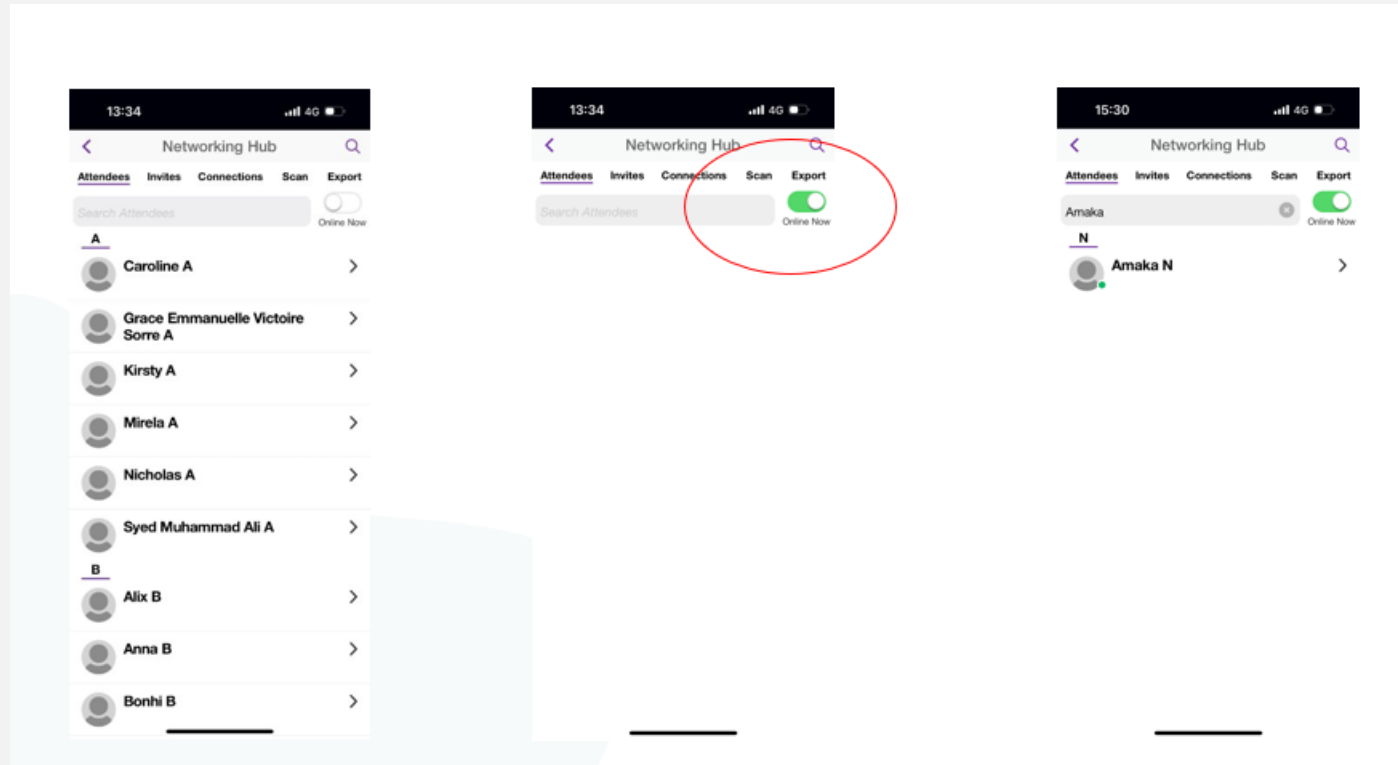 13:34
4G
Networking Hub
Attendees Invites Connections Scan Export
Search Attendees
Online Now
A
Caroline A
Grace Emmanuelle Victoire
Sorre A
Kirsty A
Mirela A
Nicholas A
Syed Muhammad Ali A
B
Alix B
Anna B
Bonhi B
13:34
4G
Networking Hub
Attendees Invites Connections Scan Export
Search Attendees
Online Now
15:30
4G
Networking Hub
Attendees Invites Connections Scan Export
Amaka
Online Now
N
Amaka N